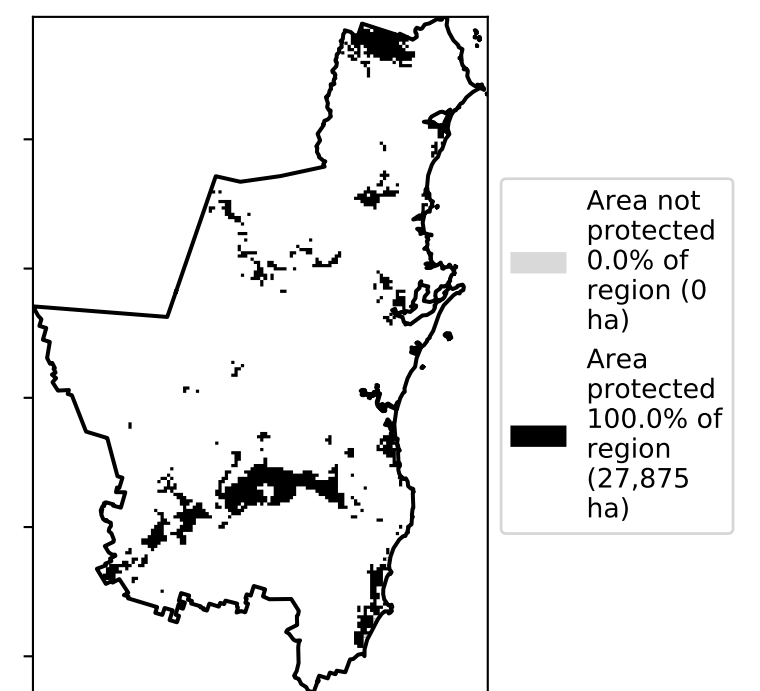 Area not
protected
0.0% of
region (0
ha)
Area
protected
100.0% of
region
(27,875
ha)